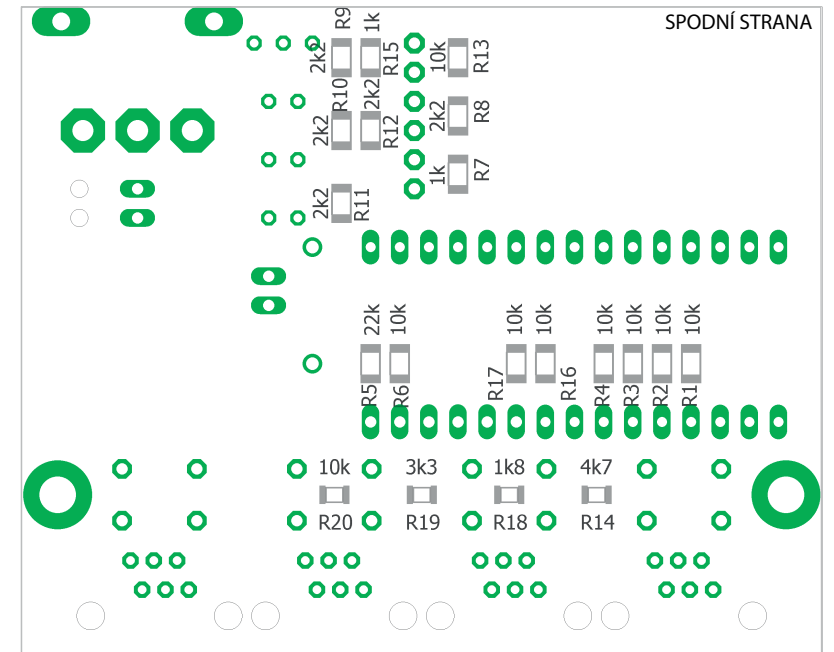 SPODNÍ STRANA
R9
1k
2k2
R15
10k
R13
R10
2k2
2k2
R12
2k2
R8
1k
R7
2k2
R11
22k
10k
10k
10k
10k
10k
10k
10k
R5
R6
R17
R16
R4
R3
R2
R1
10k
3k3
1k8
4k7
R20
R19
R18
R14